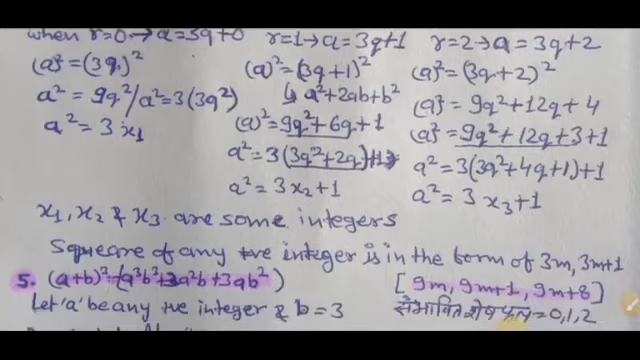 when r=0→a=3q+0
(a)²=(3q)²
a²=9q²/a²=3(3q²)
a²=3x₁
r=1→a=3q+1
(a)²=(3q+1)²
↳a²+2ab+b²
(a)²=9q²+6q+1
a²=3(3q²+2q)+1
a²=3x₂+1
r=2→a=3q+2
(a)²=(3q+2)²
(a)²=9q²+12q+4
(a)²=9q²+12q+3+1
a²=3(3q²+4q+1)+1
a²=3x₃+1
x₁, x₂ & x₃ are some integers
Square of any +ve integer is in the form of 3m, 3m+1
5. (a+b)³=(a³b³+3a²b+3ab²) [9m, 9m+1, 9m+8]
Let 'a' be any +ve integer & b=3 संभावित शेषफल=0,1,2